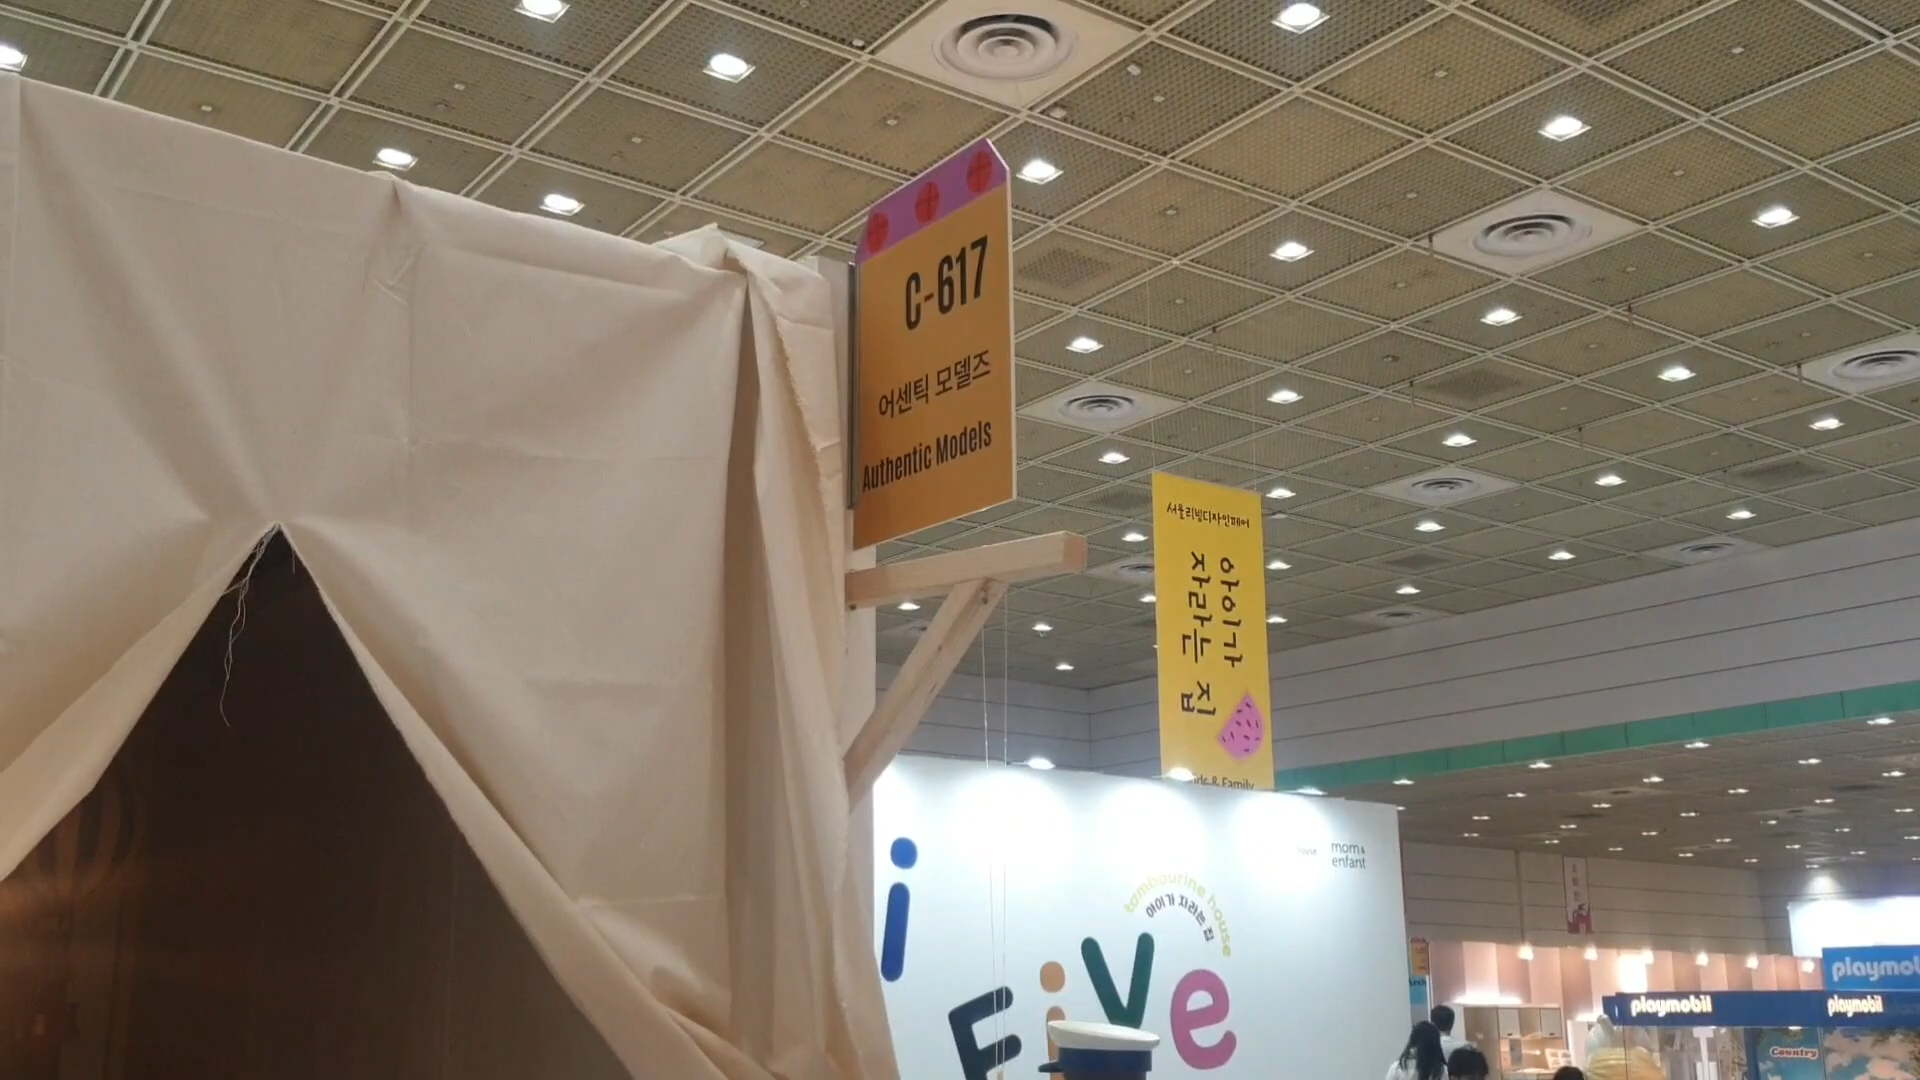 C-617
어센틱 모델즈
Authentic Models
서울리빙디자인페어
아이가
자라는 집
& Family
house
mom &
enfant
tambourine house
아이가 자라는 집
i
Five
playmobil
playmobil
Country